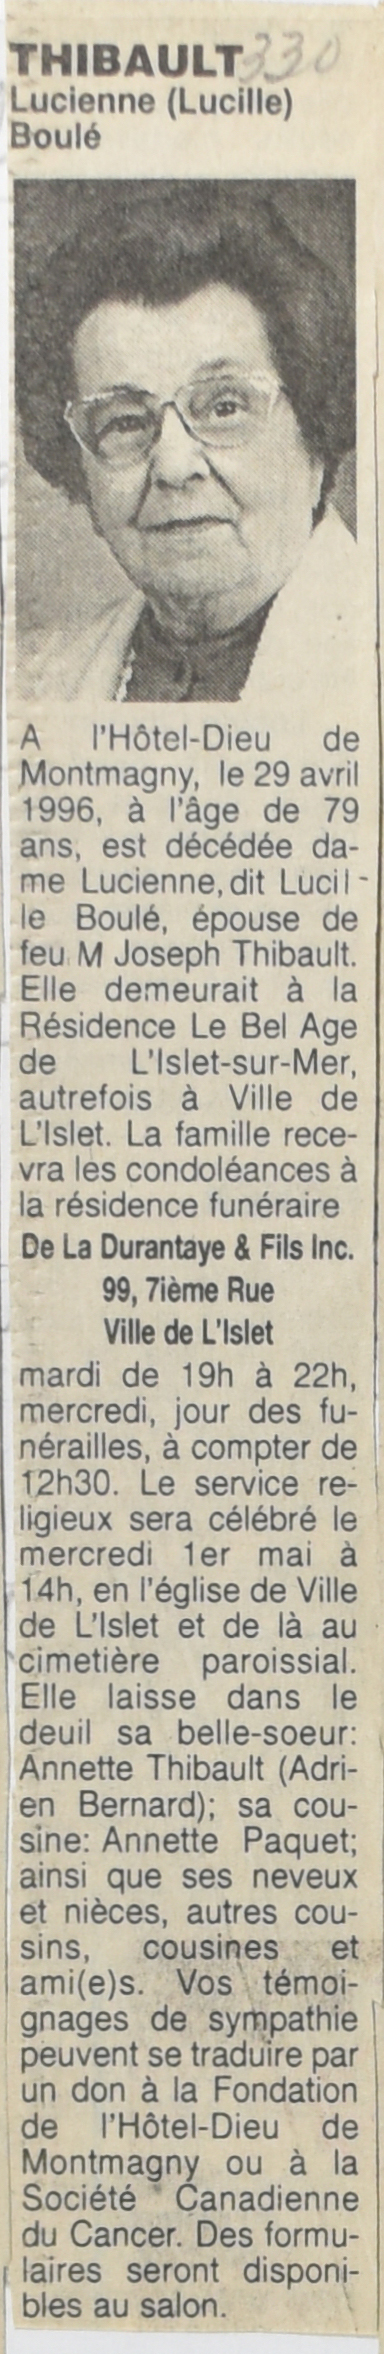 THIBAULT 330
Lucienne (Lucille)
Boulé
A l'Hôtel-Dieu de
Montmagny, le 29 avril
1996, à l'âge de 79
ans, est décédée da-
me Lucienne, dit Lucil-
le Boulé, épouse de
feu M Joseph Thibault.
Elle demeurait à la
Résidence Le Bel Age
de L'Islet-sur-Mer,
autrefois à Ville de
L'Islet. La famille rece-
vra les condoléances à
la résidence funéraire
De La Durantaye & Fils Inc.
99, 7ième Rue
Ville de L'Islet
mardi de 19h à 22h,
mercredi, jour des fu-
nérailles, à compter de
12h30. Le service re-
ligieux sera célébré le
mercredi 1er mai à
14h, en l'église de Ville
de L'Islet et de là au
cimetière paroissial.
Elle laisse dans le
deuil sa belle-soeur:
Annette Thibault (Adri-
en Bernard); sa cou-
sine: Annette Paquet;
ainsi que ses neveux
et nièces, autres cou-
sins, cousines et
ami(e)s. Vos témoi-
gnages de sympathie
peuvent se traduire par
un don à la Fondation
de l'Hôtel-Dieu de
Montmagny ou à la
Société Canadienne
du Cancer. Des formu-
laires seront disponi-
bles au salon.